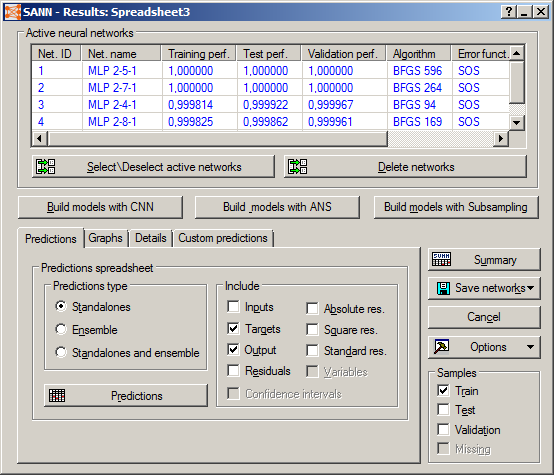 SANN - Results: Spreadsheet3
Active neural networks
Net. ID Net. name Training perf. Test perf. Validation perf. Algorithm Error funct.
1 MLP 2-5-1 1,000000 1,000000 1,000000 BFGS 596 SOS
2 MLP 2-7-1 1,000000 1,000000 1,000000 BFGS 264 SOS
3 MLP 2-4-1 0,999814 0,999922 0,999967 BFGS 94 SOS
4 MLP 2-8-1 0,999825 0,999862 0,999961 BFGS 169 SOS
Select\Deselect active networks Delete networks
Build models with CNN Build models with ANS Build models with Subsampling
Predictions Graphs Details Custom predictions
Predictions spreadsheet
Predictions type
Standalones
Ensemble
Standalones and ensemble
Predictions
Include
Inputs Absolute res.
Targets Square res.
Output Standard res.
Residuals Variables
Confidence intervals
SUMM Summary
Save networks
Cancel
Options
Samples
Train
Test
Validation
Missing